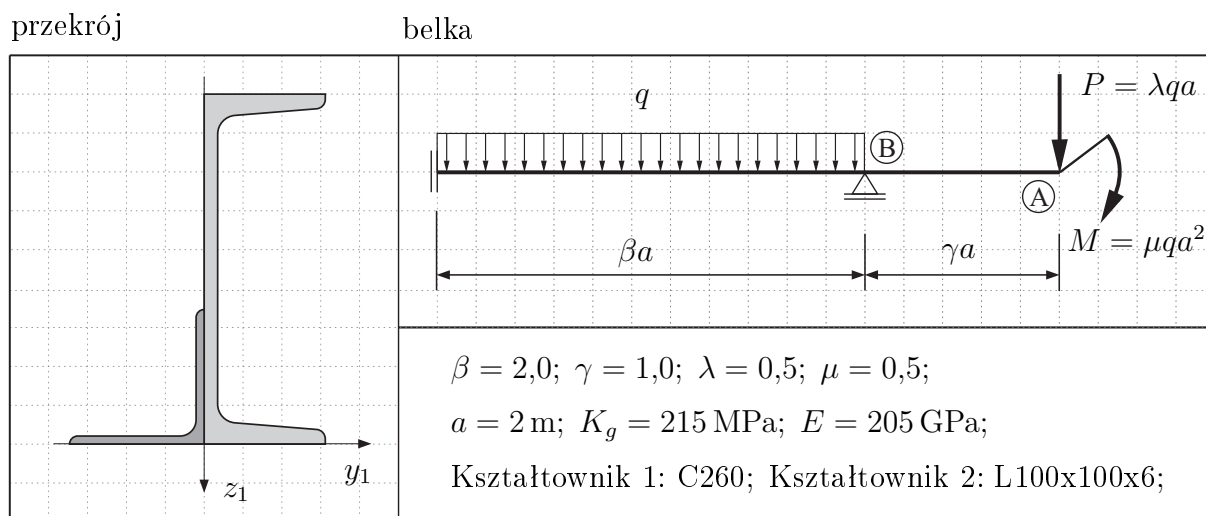 przekrój
belka
q
P = λqa
B
A
M = μqa²
βa
γa
y₁
z₁
β = 2,0; γ = 1,0; λ = 0,5; μ = 0,5;
a = 2 m; K_g = 215 MPa; E = 205 GPa;
Kształtownik 1: C260; Kształtownik 2: L100x100x6;